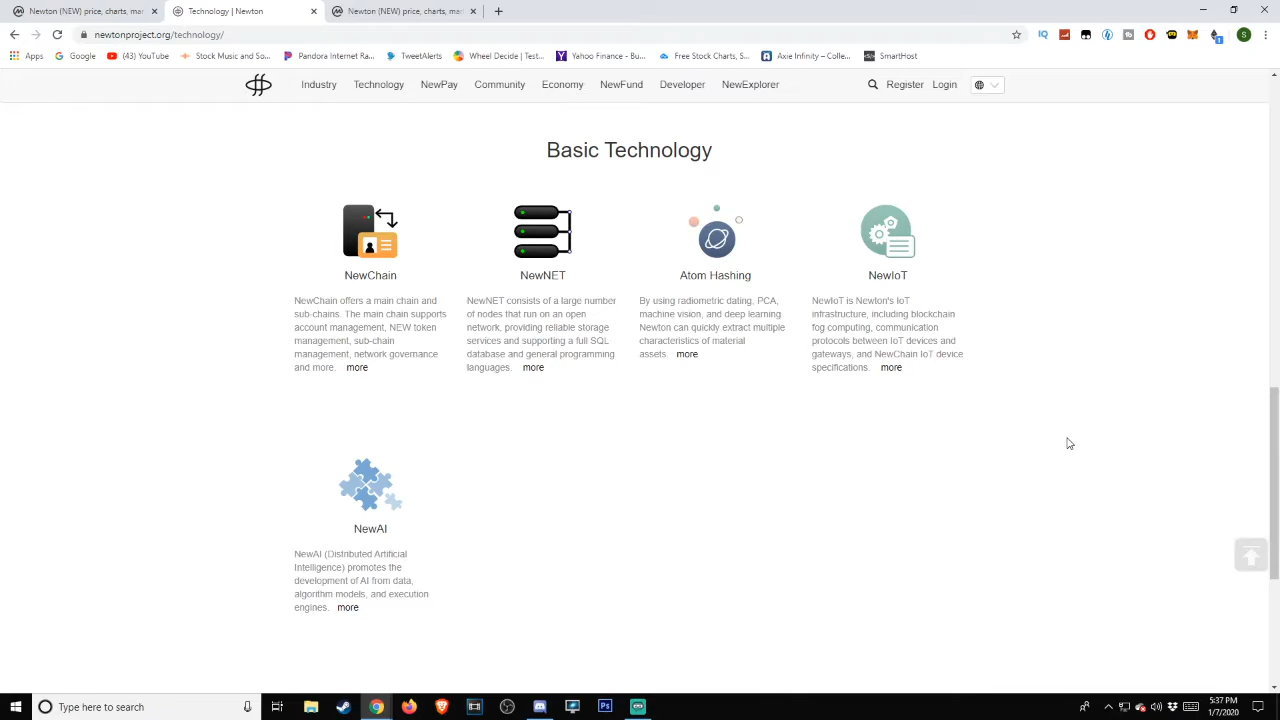 Newton (NEW) price, charts, mar
Technology | Newton
Newton (NEW) price, charts, mar
newtonproject.org/technology/
Apps
Google
(43) YouTube
Stock Music and So...
Pandora Internet Ra...
TweetAlerts
Wheel Decide | Test...
Yahoo Finance - Bu...
Free Stock Charts, S...
Axie Infinity – Colle...
SmartHost
Industry
Technology
NewPay
Community
Economy
NewFund
Developer
NewExplorer
Register
Login
Basic Technology
NewChain
NewChain offers a main chain and
sub-chains. The main chain supports
account management, NEW token
management, sub-chain
management, network governance
and more. more
NewNET
NewNET consists of a large number
of nodes that run on an open
network, providing reliable storage
services and supporting a full SQL
database and general programming
languages. more
Atom Hashing
By using radiometric dating, PCA,
machine vision, and deep learning
Newton can quickly extract multiple
characteristics of material
assets. more
NewIoT
NewIoT is Newton's IoT
infrastructure, including blockchain
fog computing, communication
protocols between IoT devices and
gateways, and NewChain IoT device
specifications. more
NewAI
NewAI (Distributed Artificial
Intelligence) promotes the
development of AI from data,
algorithm models, and execution
engines. more
Type here to search
5:37 PM
1/7/2020